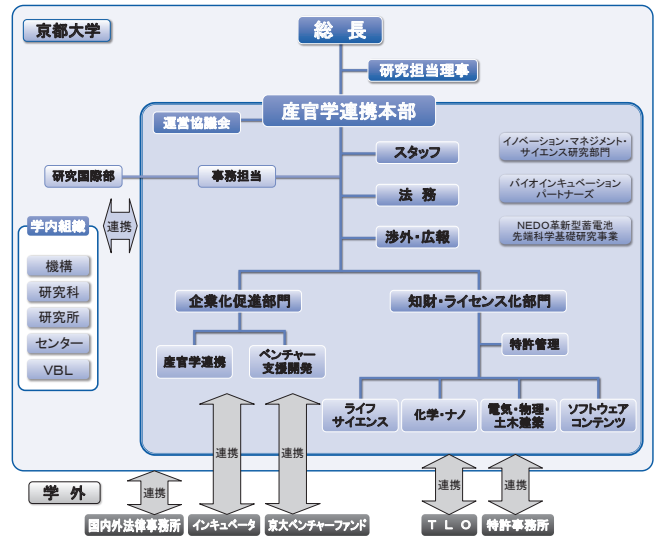 京都大学
総 長
研究担当理事
産官学連携本部
運営協議会
スタッフ
イノベーション・マネジメント・
サイエンス研究部門
研究国際部
事務担当
法 務
バイオインキュベーション
パートナーズ
学内組織
連携
渉外・広報
NEDO革新型蓄電池
先端科学基礎研究事業
機構
研究科
研究所
センター
VBL
企業化促進部門
知財・ライセンス化部門
産官学連携
ベンチャー
支援開発
特許管理
ライフ
サイエンス
化学・ナノ
電気・物理・
土木建築
ソフトウェア
コンテンツ
連携
連携
学 外
連携
連携
連携
国内外法律事務所
インキュベータ
京大ベンチャーファンド
TLO
特許事務所